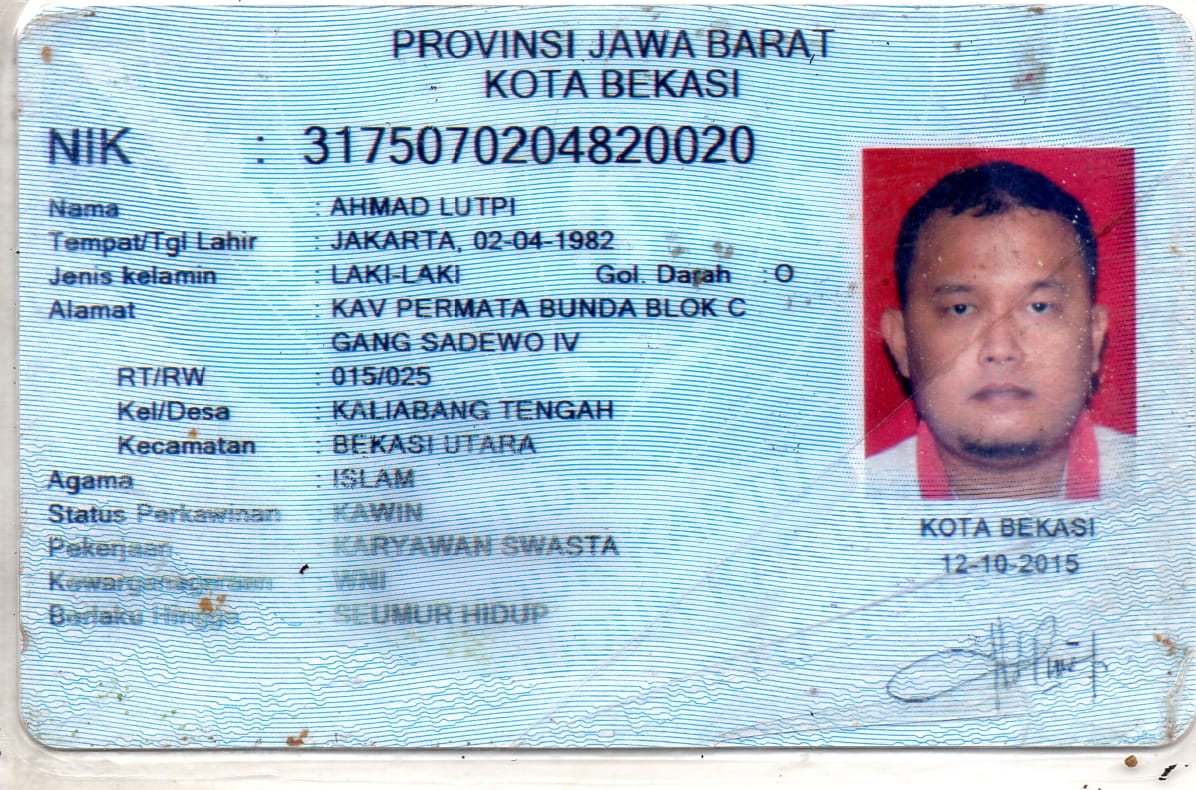 PROVINSI JAWA BARAT
KOTA BEKASI
NIK : 3175070204820020
Nama : AHMAD LUTPI
Tempat/Tgl Lahir : JAKARTA, 02-04-1982
Jenis kelamin : LAKI-LAKI Gol. Darah : O
Alamat : KAV PERMATA BUNDA BLOK C
GANG SADEWO IV
RT/RW : 015/025
Kel/Desa : KALIABANG TENGAH
Kecamatan : BEKASI UTARA
Agama : ISLAM
Status Perkawinan : KAWIN
Pekerjaan : KARYAWAN SWASTA
Kewarganegaraan : WNI
Berlaku Hingga : SEUMUR HIDUP
KOTA BEKASI
12-10-2015